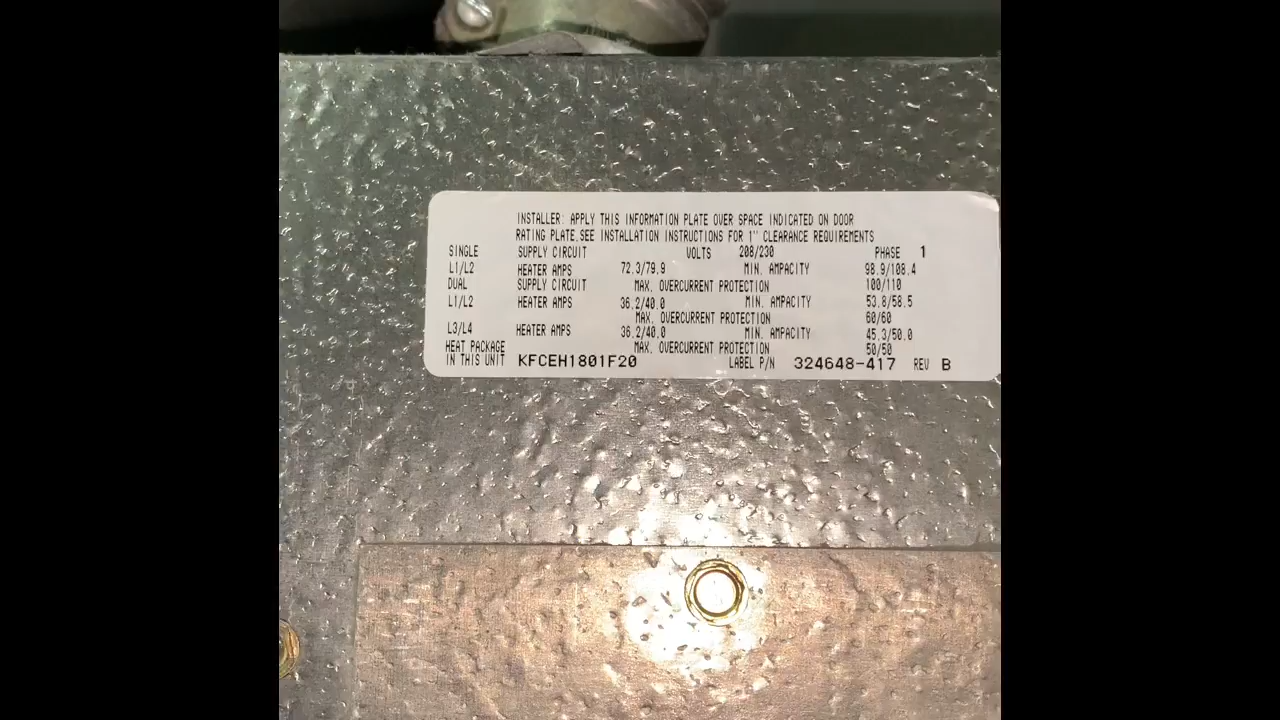 INSTALLER: APPLY THIS INFORMATION PLATE OVER SPACE INDICATED ON DOOR
RATING PLATE.SEE INSTALLATION INSTRUCTIONS FOR 1" CLEARANCE REQUIREMENTS
SINGLE SUPPLY CIRCUIT VOLTS 208/230 PHASE 1
L1/L2 HEATER AMPS 72.3/79.9 MIN. AMPACITY 98.9/108.4
DUAL SUPPLY CIRCUIT MAX. OVERCURRENT PROTECTION 100/110
L1/L2 HEATER AMPS 36.2/40.0 MIN. AMPACITY 53.8/58.5
MAX. OVERCURRENT PROTECTION 60/60
L3/L4 HEATER AMPS 36.2/40.0 MIN. AMPACITY 45.3/50.0
HEAT PACKAGE MAX. OVERCURRENT PROTECTION 50/50
IN THIS UNIT KFCEH1801F20 LABEL P/N 324648-417 REV B